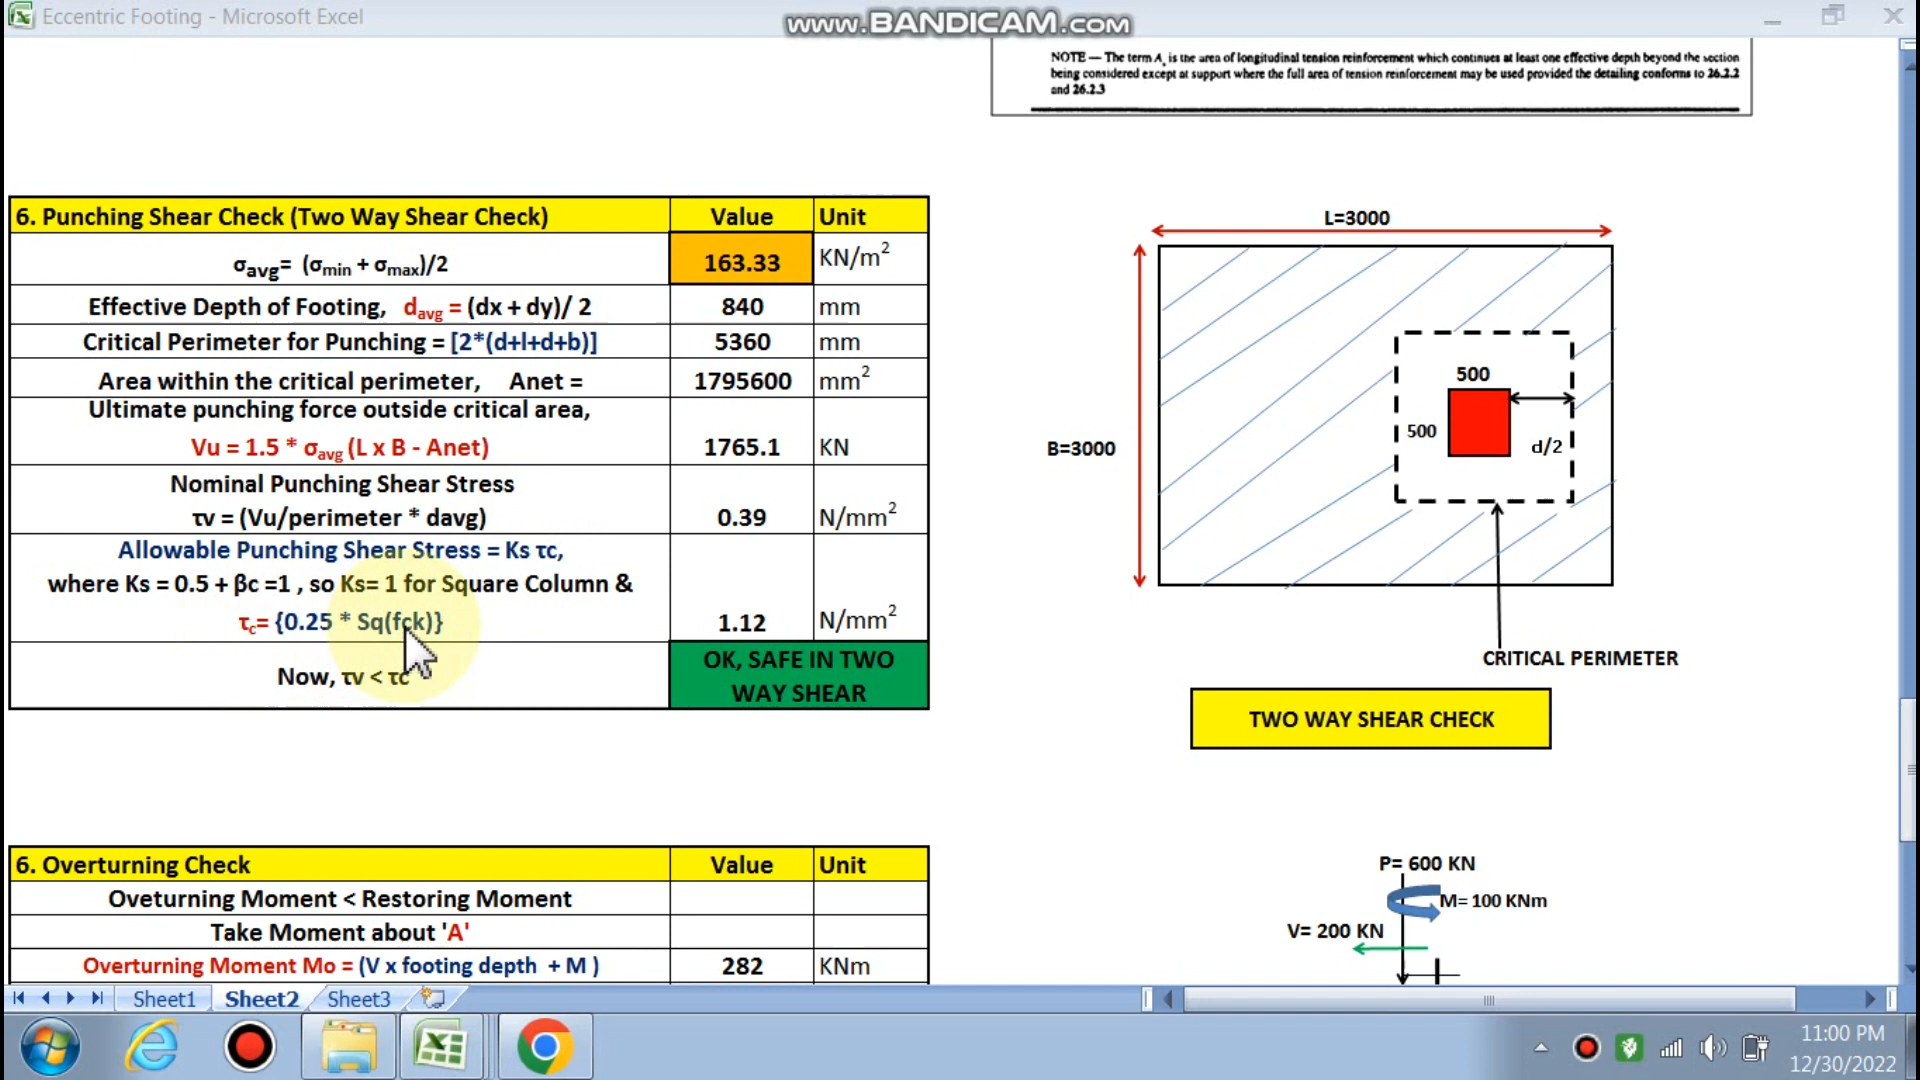 Eccentric Footing - Microsoft Excel
www.BANDICAM.com
NOTE — The term As is the area of longitudinal tension reinforcement which continues at least one effective depth beyond the section
being considered except at support where the full area of tension reinforcement may be used provided the detailing conforms to 26.2.2
and 26.2.3
6. Punching Shear Check (Two Way Shear Check) Value Unit
σavg= (σmin + σmax)/2 163.33 KN/m2
Effective Depth of Footing, davg = (dx + dy)/ 2 840 mm
Critical Perimeter for Punching = [2*(d+l+d+b)] 5360 mm
Area within the critical perimeter, Anet = 1795600 mm2
Ultimate punching force outside critical area,
Vu = 1.5 * σavg (L x B - Anet) 1765.1 KN
Nominal Punching Shear Stress
τv = (Vu/perimeter * davg) 0.39 N/mm2
Allowable Punching Shear Stress = Ks τc,
where Ks = 0.5 + βc =1 , so Ks= 1 for Square Column &
τc= {0.25 * Sq(fck)} 1.12 N/mm2
Now, τv < τc OK, SAFE IN TWO
WAY SHEAR
L=3000
B=3000
500
500
d/2
CRITICAL PERIMETER
TWO WAY SHEAR CHECK
6. Overturning Check Value Unit
Oveturning Moment < Restoring Moment
Take Moment about 'A'
Overturning Moment Mo = (V x footing depth + M ) 282 KNm
P= 600 KN
M= 100 KNm
V= 200 KN
Sheet1 Sheet2 Sheet3
11:00 PM
12/30/2022